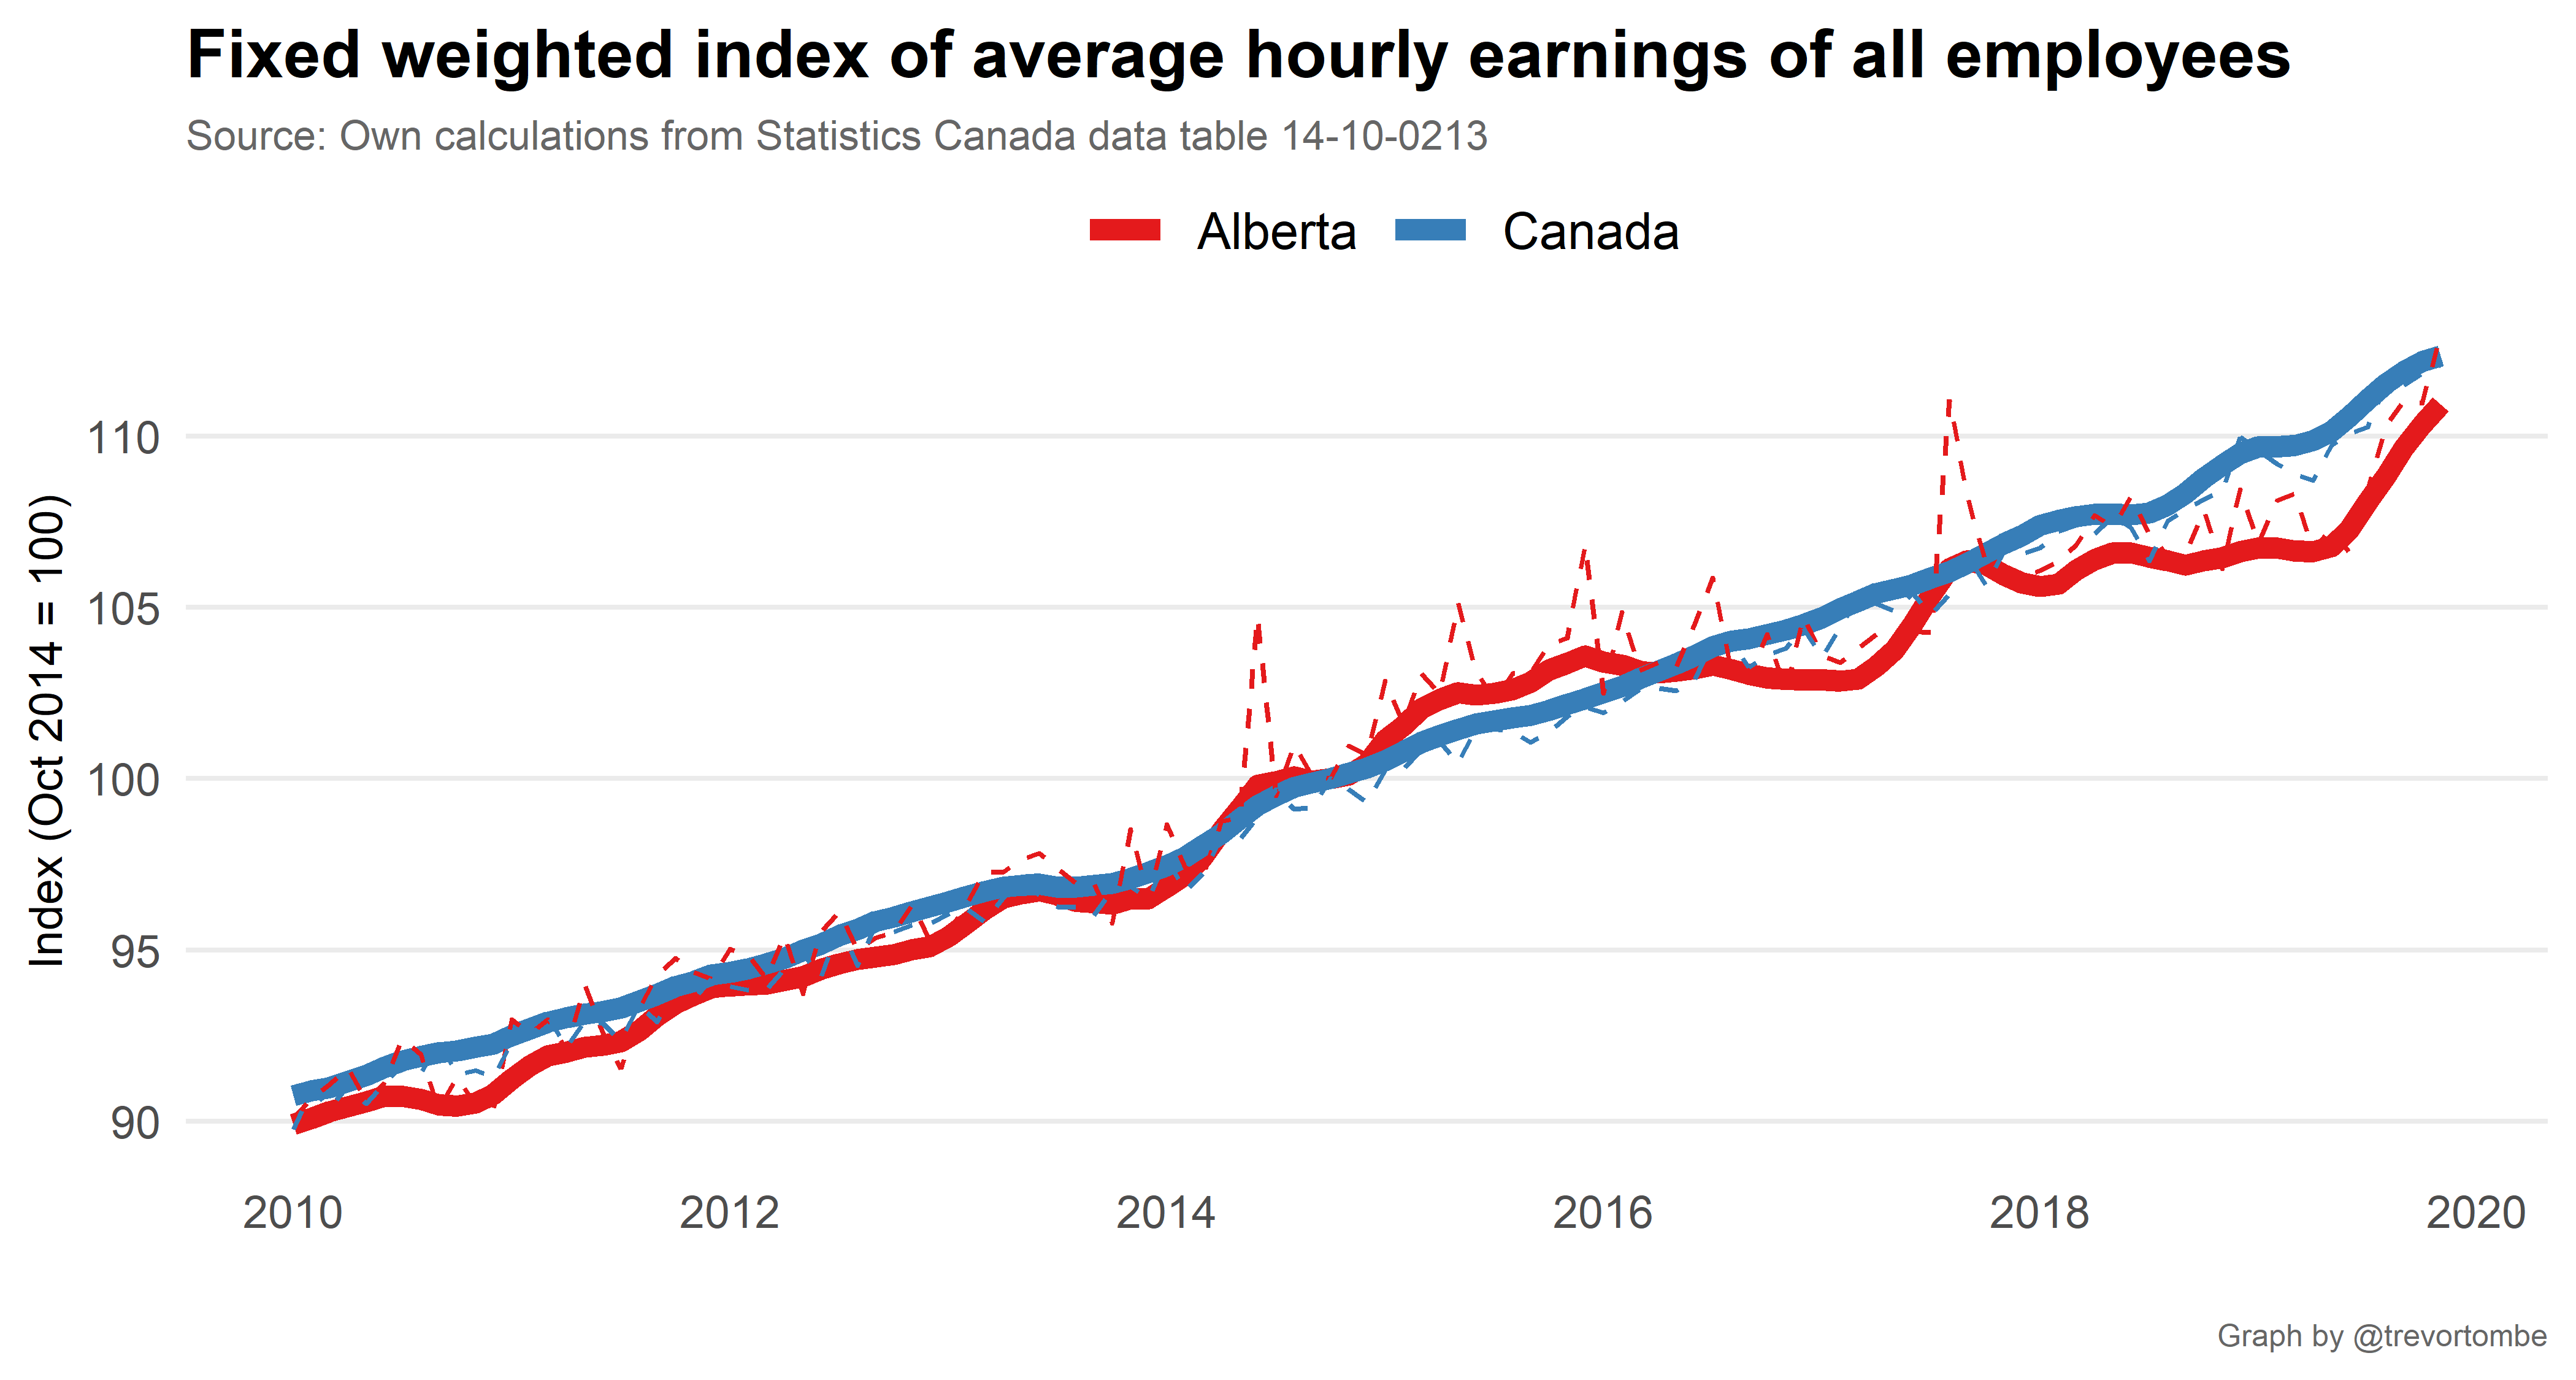 Fixed weighted index of average hourly earnings of all employees
Source: Own calculations from Statistics Canada data table 14-10-0213
Alberta Canada
Index (Oct 2014 = 100)
110
105
100
95
90
2010 2012 2014 2016 2018 2020
Graph by @trevortombe